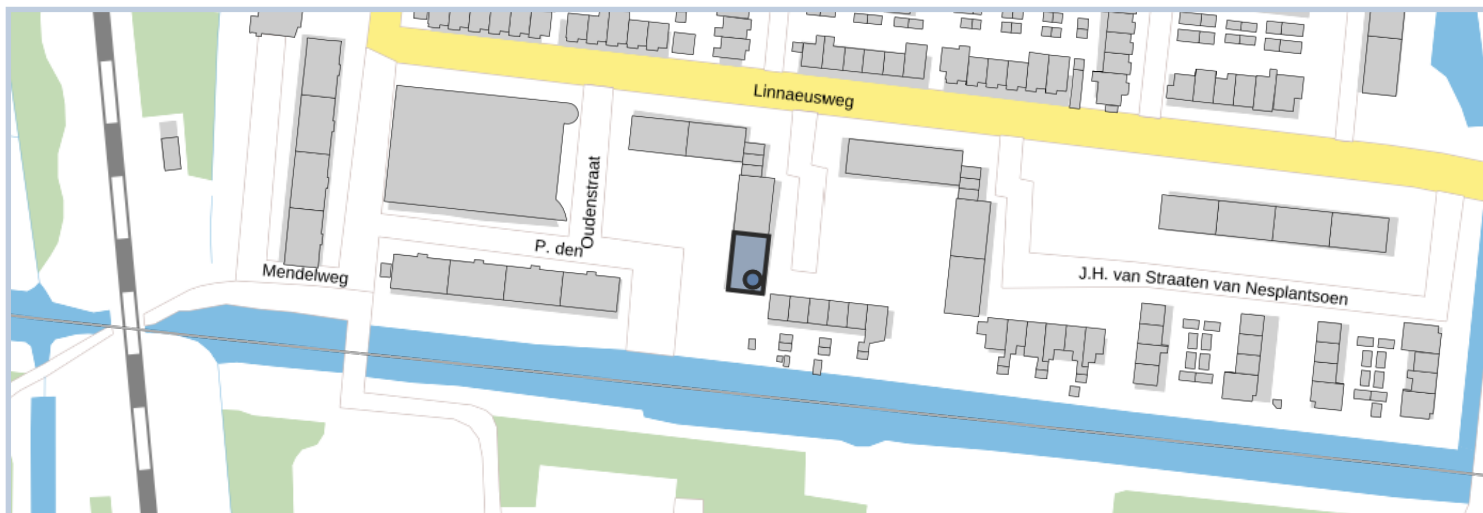 Linnaeusweg
Oudenstraat
P. den
Mendelweg
J.H. van Straaten van Nesplantsoen